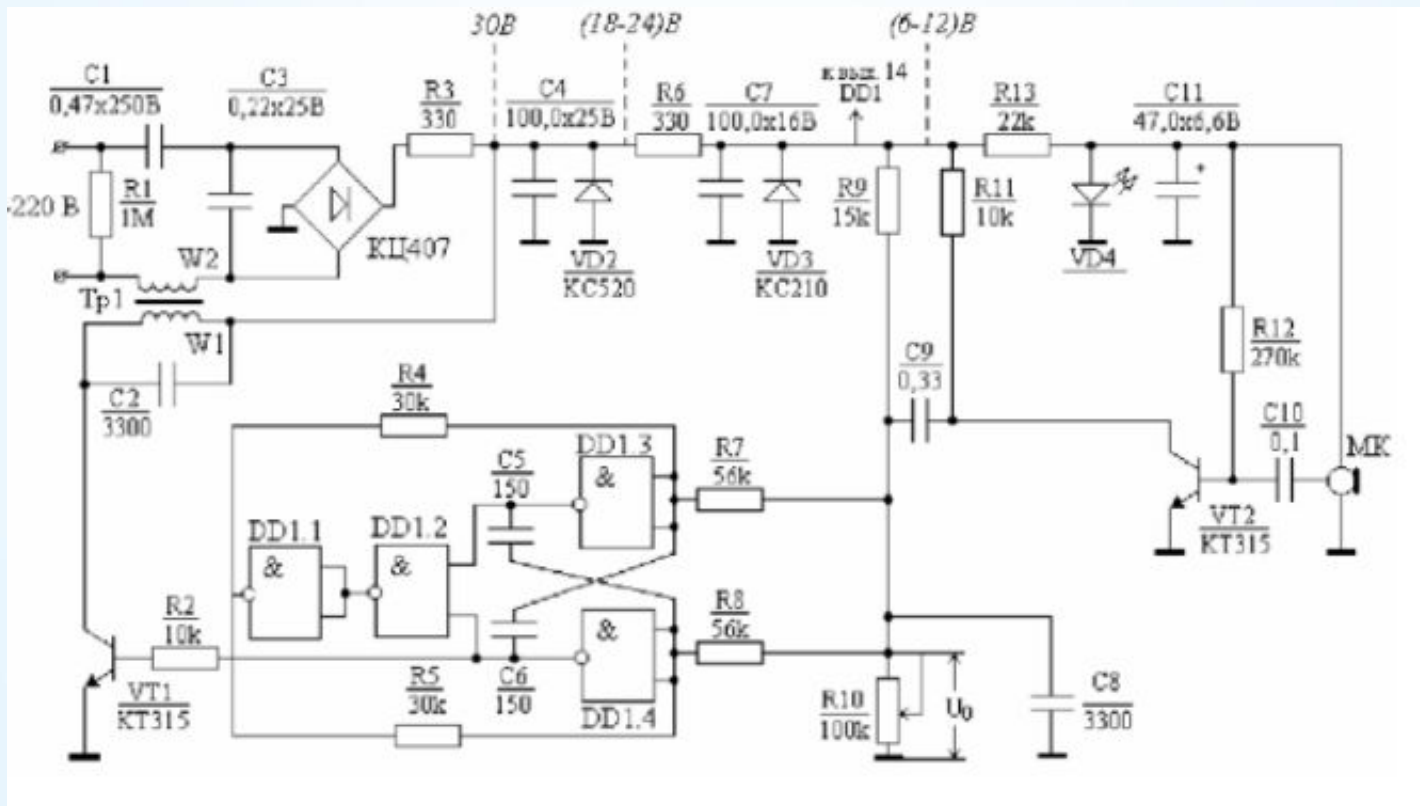 30В
(18-24)В
(6-12)В
C1
0,47x250В
C3
0,22x25В
R3
330
C4
100,0x25В
R6
330
C7
100,0x16В
к вых. 14
DD1
R13
22k
C11
47,0x6,6В
+
R1
1М
-220 В
КЦ407
VD2
КС520
VD3
КС210
R9
15k
R11
10k
VD4
W2
Тр1
W1
R12
270k
C2
3300
R4
30k
C9
0,33
C10
0,1
МК
DD1.3
&
C5
150
R7
56k
DD1.1
&
DD1.2
&
VT2
КТ315
R2
10k
R8
56k
&
VT1
КТ315
R5
30k
C6
150
DD1.4
R10
100k
U₀
C8
3300